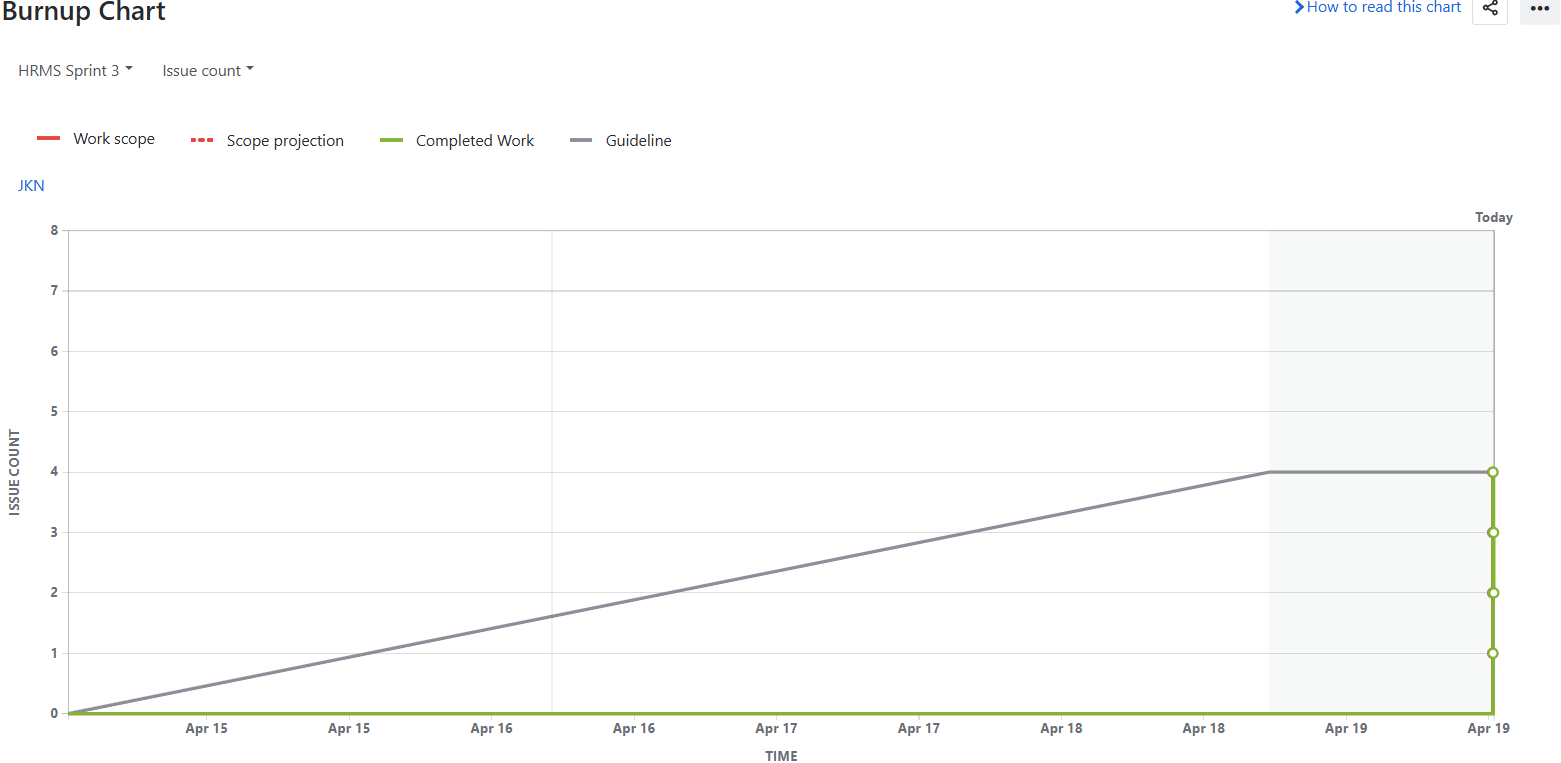 Burnup Chart
How to read this chart
HRMS Sprint 3 Issue count
Work scope Scope projection Completed Work Guideline
JKN
Today
8
7
6
5
4
3
2
1
0
ISSUE COUNT
Apr 15 Apr 15 Apr 16 Apr 16 Apr 17 Apr 17 Apr 18 Apr 18 Apr 19 Apr 19
TIME